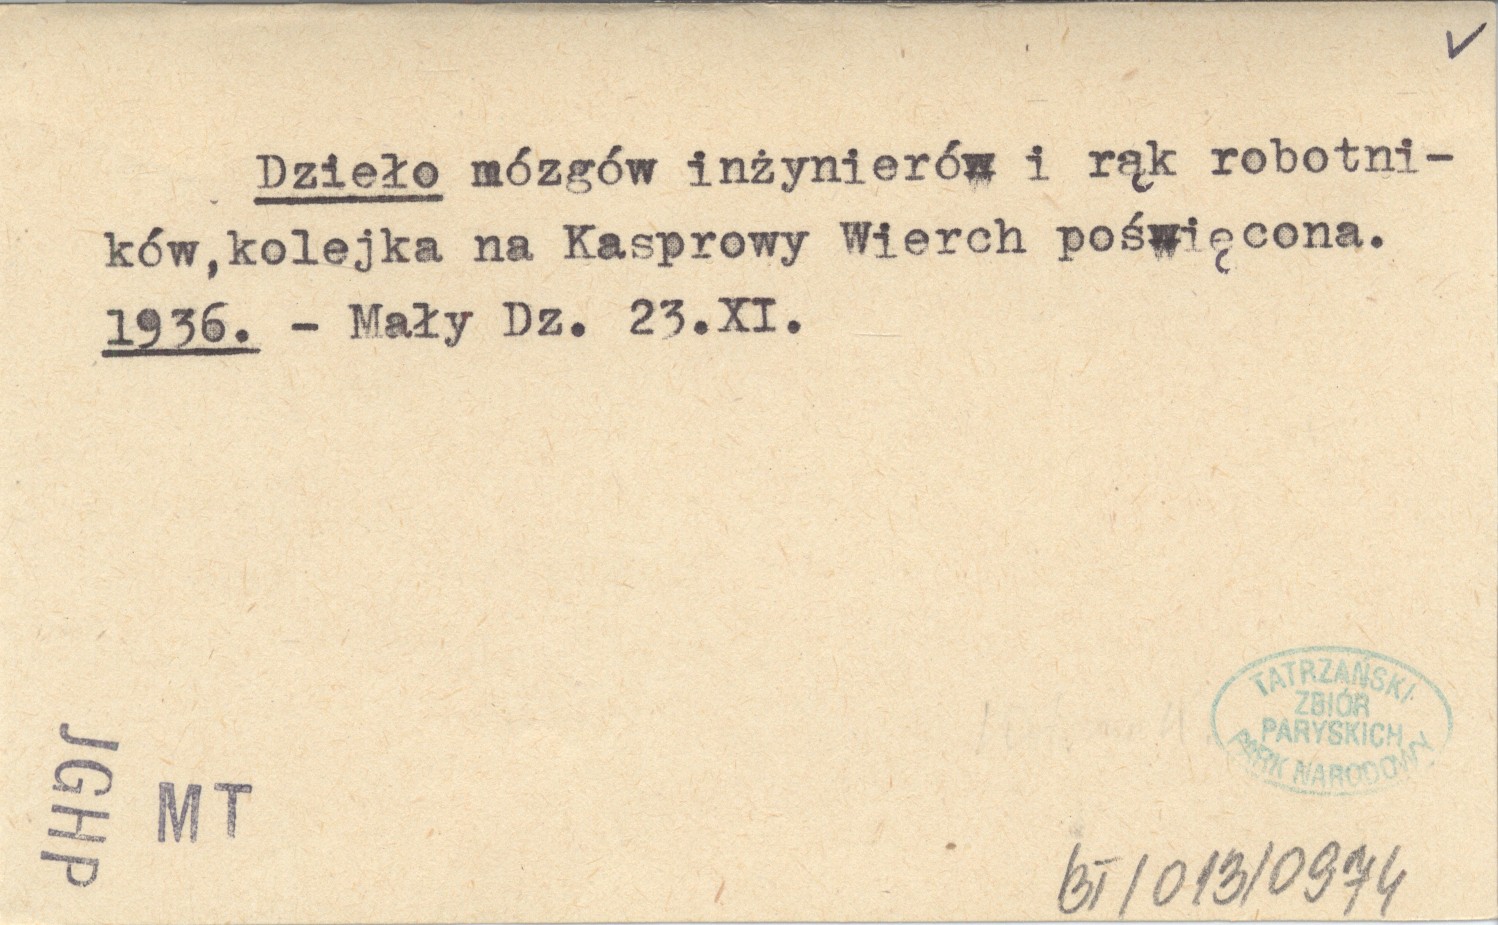 Dzieło mózgów inżynierów i rąk robotni-
ków,kolejka na Kasprowy Wierch poświęcona.
1936. - Mały Dz. 23.XI.
TATRZAŃSKI
ZBIÓR
PARYSKICH
PARK NARODOWY
JGHP
MT
BT/013/0974